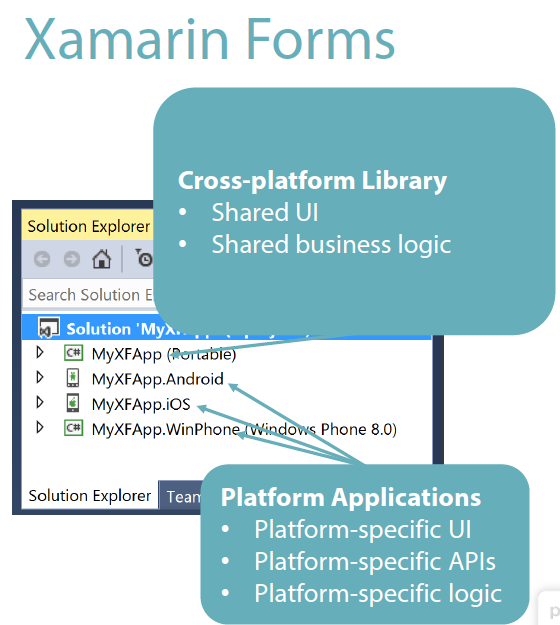 Xamarin Forms
Cross-platform Library
• Shared UI
• Shared business logic
Solution Explorer
Search Solution E
Solution 'MyXFApp'
MyXFApp (Portable)
MyXFApp.Android
MyXFApp.iOS
MyXFApp.WinPhone (Windows Phone 8.0)
Solution Explorer Team
Platform Applications
• Platform-specific UI
• Platform-specific APIs
• Platform-specific logic
p